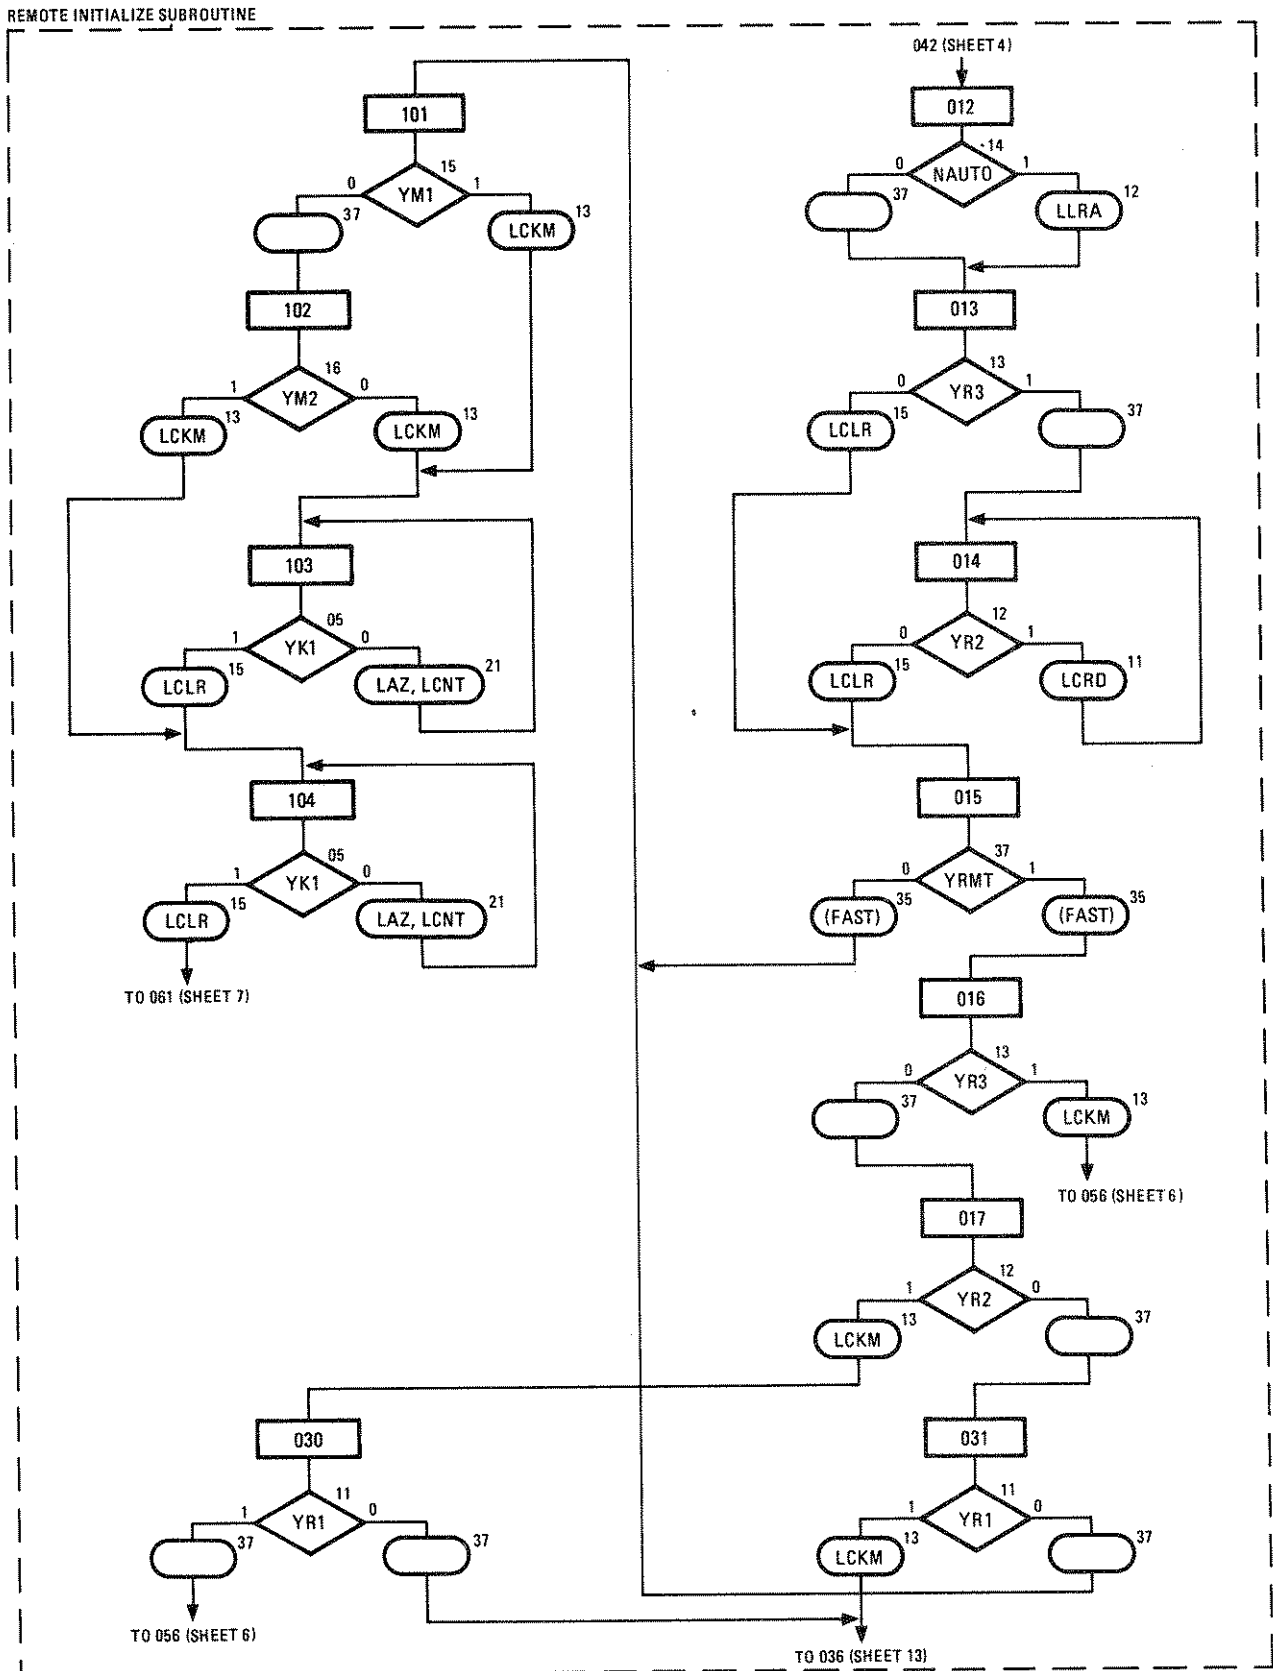 REMOTE INITIALIZE SUBROUTINE
042 (SHEET 4)
012
14
0 NAUTO 1
37
LLRA 12
013
13
0 YR3 1
LCLR 15
37
014
12
0 YR2 1
LCLR 15
LCRD 11
015
37
0 YRMT 1
(FAST) 35
(FAST) 35
016
13
0 YR3 1
37
LCKM 13
TO 056 (SHEET 6)
017
12
1 YR2 0
LCKM 13
37
031
11
1 YR1 0
LCKM 13
37
TO 036 (SHEET 13)
030
11
1 YR1 0
37
37
TO 056 (SHEET 6)
101
15
0 YM1 1
37
LCKM 13
102
16
1 YM2 0
LCKM 13
LCKM 13
103
05
1 YK1 0
LCLR 15
LAZ, LCNT 21
104
05
1 YK1 0
LCLR 15
LAZ, LCNT 21
TO 061 (SHEET 7)